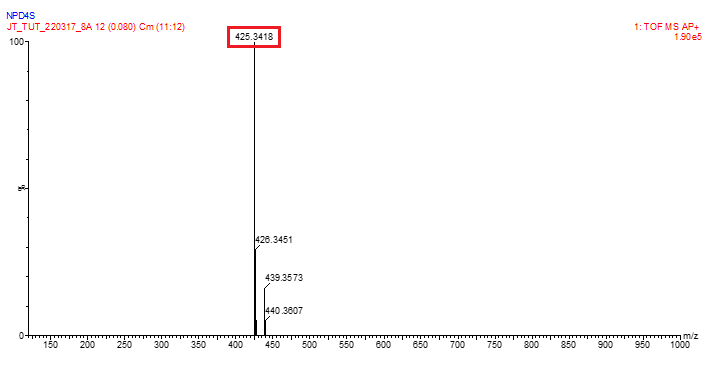 NPD4S
JT_TUT_220317_8A 12 (0.080) Cm (11:12)
1: TOF MS AP+
1.90e5
425.3418
100
%
426.3451
439.3573
440.3607
0
150 200 250 300 350 400 450 500 550 600 650 700 750 800 850 900 950 1000 m/z